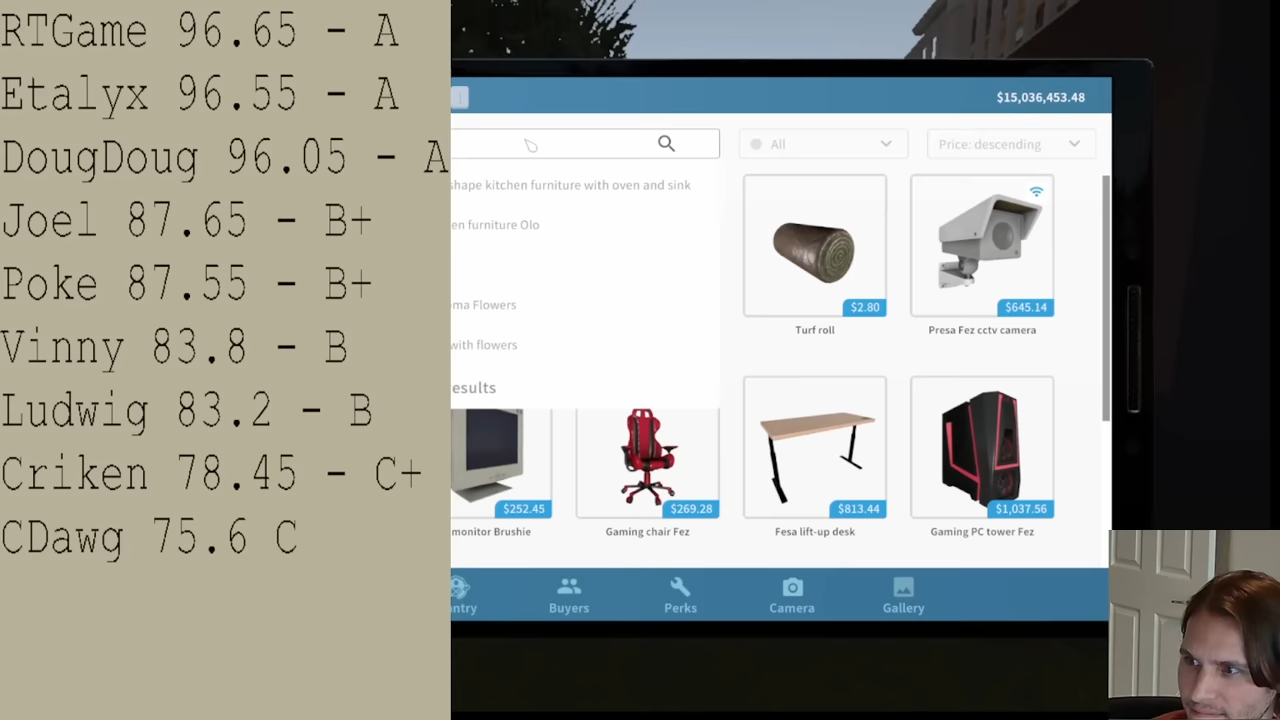 RTGame 96.65 - A
Etalyx 96.55 - A
DougDoug 96.05 - A
Joel 87.65 - B+
Poke 87.55 - B+
Vinny 83.8 - B
Ludwig 83.2 - B
Criken 78.45 - C+
CDawg 75.6 C
$15,036,453.48
All
Price: descending
shape kitchen furniture with oven and sink
en furniture Olo
oma Flowers
with flowers
esults
$2.80
Turf roll
$645.14
Presa Fez cctv camera
$252.45
monitor Brushie
$269.28
Gaming chair Fez
$813.44
Fesa lift-up desk
$1,037.56
Gaming PC tower Fez
ntry
Buyers
Perks
Camera
Gallery